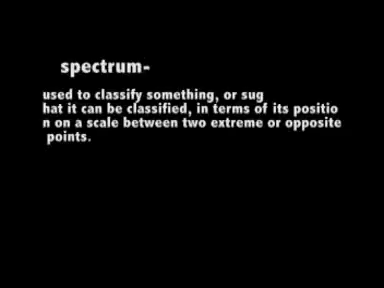 spectrum-
used to classify something, or sug
hat it can be classified, in terms of its positio
n on a scale between two extreme or opposite
points.